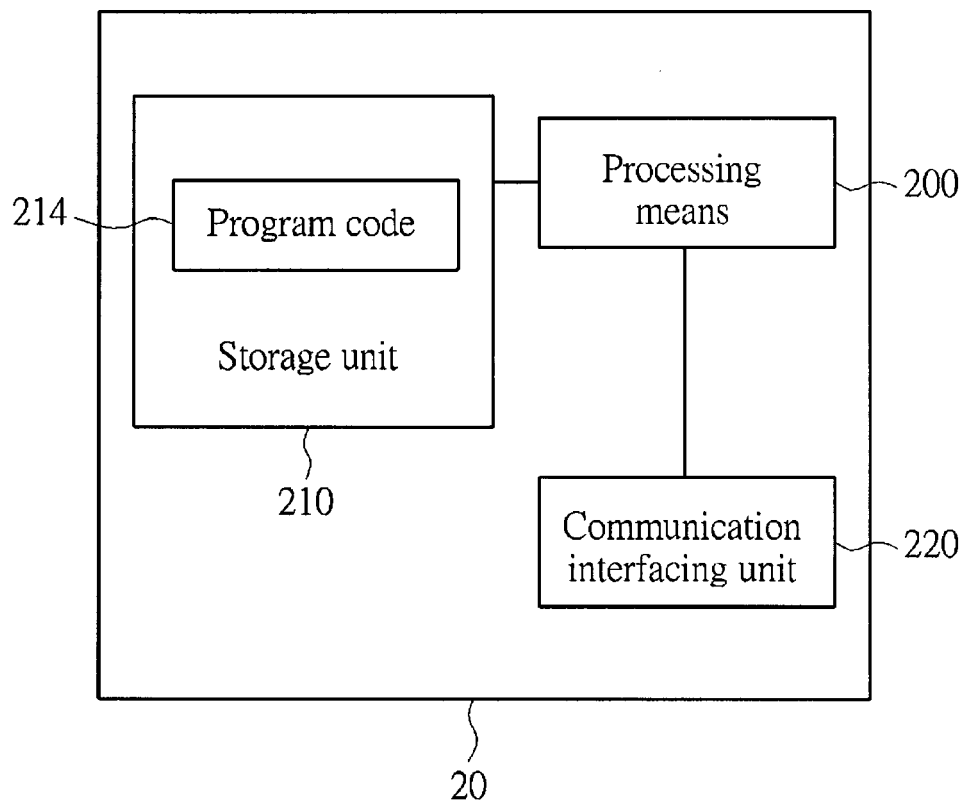 Processing
means
200
214
Program code
Storage unit
210
Communication
interfacing unit
220
20